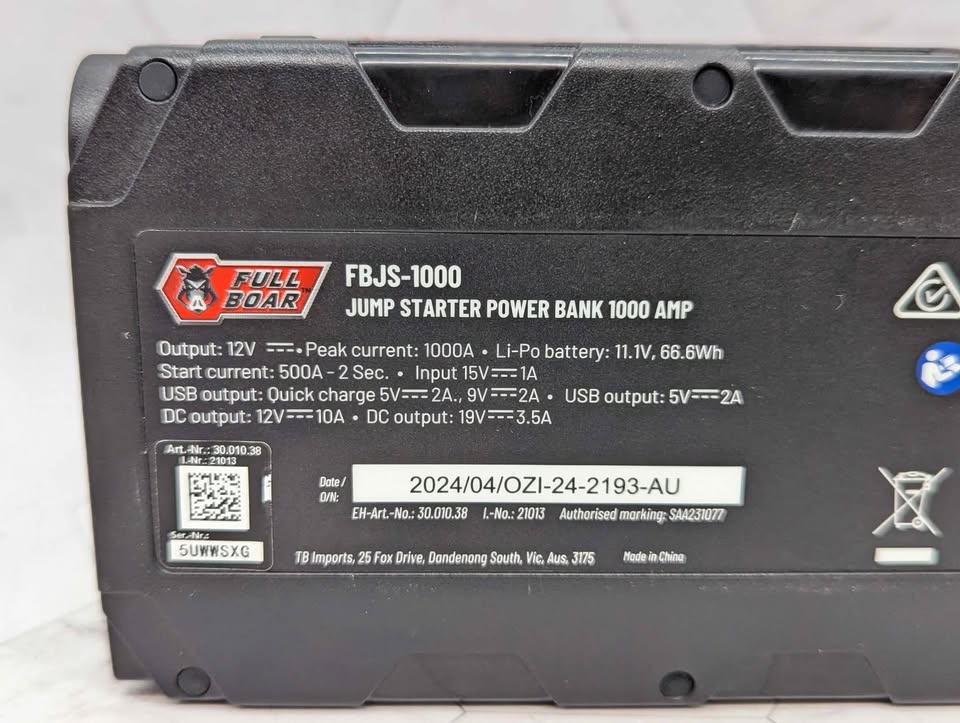 FULL BOAR™
FBJS-1000
JUMP STARTER POWER BANK 1000 AMP
Output: 12V ⎓ • Peak current: 1000A • Li-Po battery: 11.1V, 66.6Wh
Start current: 500A - 2 Sec. • Input 15V⎓1A
USB output: Quick charge 5V⎓2A., 9V⎓2A • USB output: 5V⎓2A
DC output: 12V⎓10A • DC output: 19V⎓3.5A
Art.-Nr.: 30.010.38
I.-Nr.: 21013
Ser.-Nr.:
5UWWSXG
Date /
O/N:
2024/04/OZI-24-2193-AU
EH-Art.-No.: 30.010.38 I.-No.: 21013 Authorised marking: SAA231077
TB Imports, 25 Fox Drive, Dandenong South, Vic, Aus, 3175 Made in China